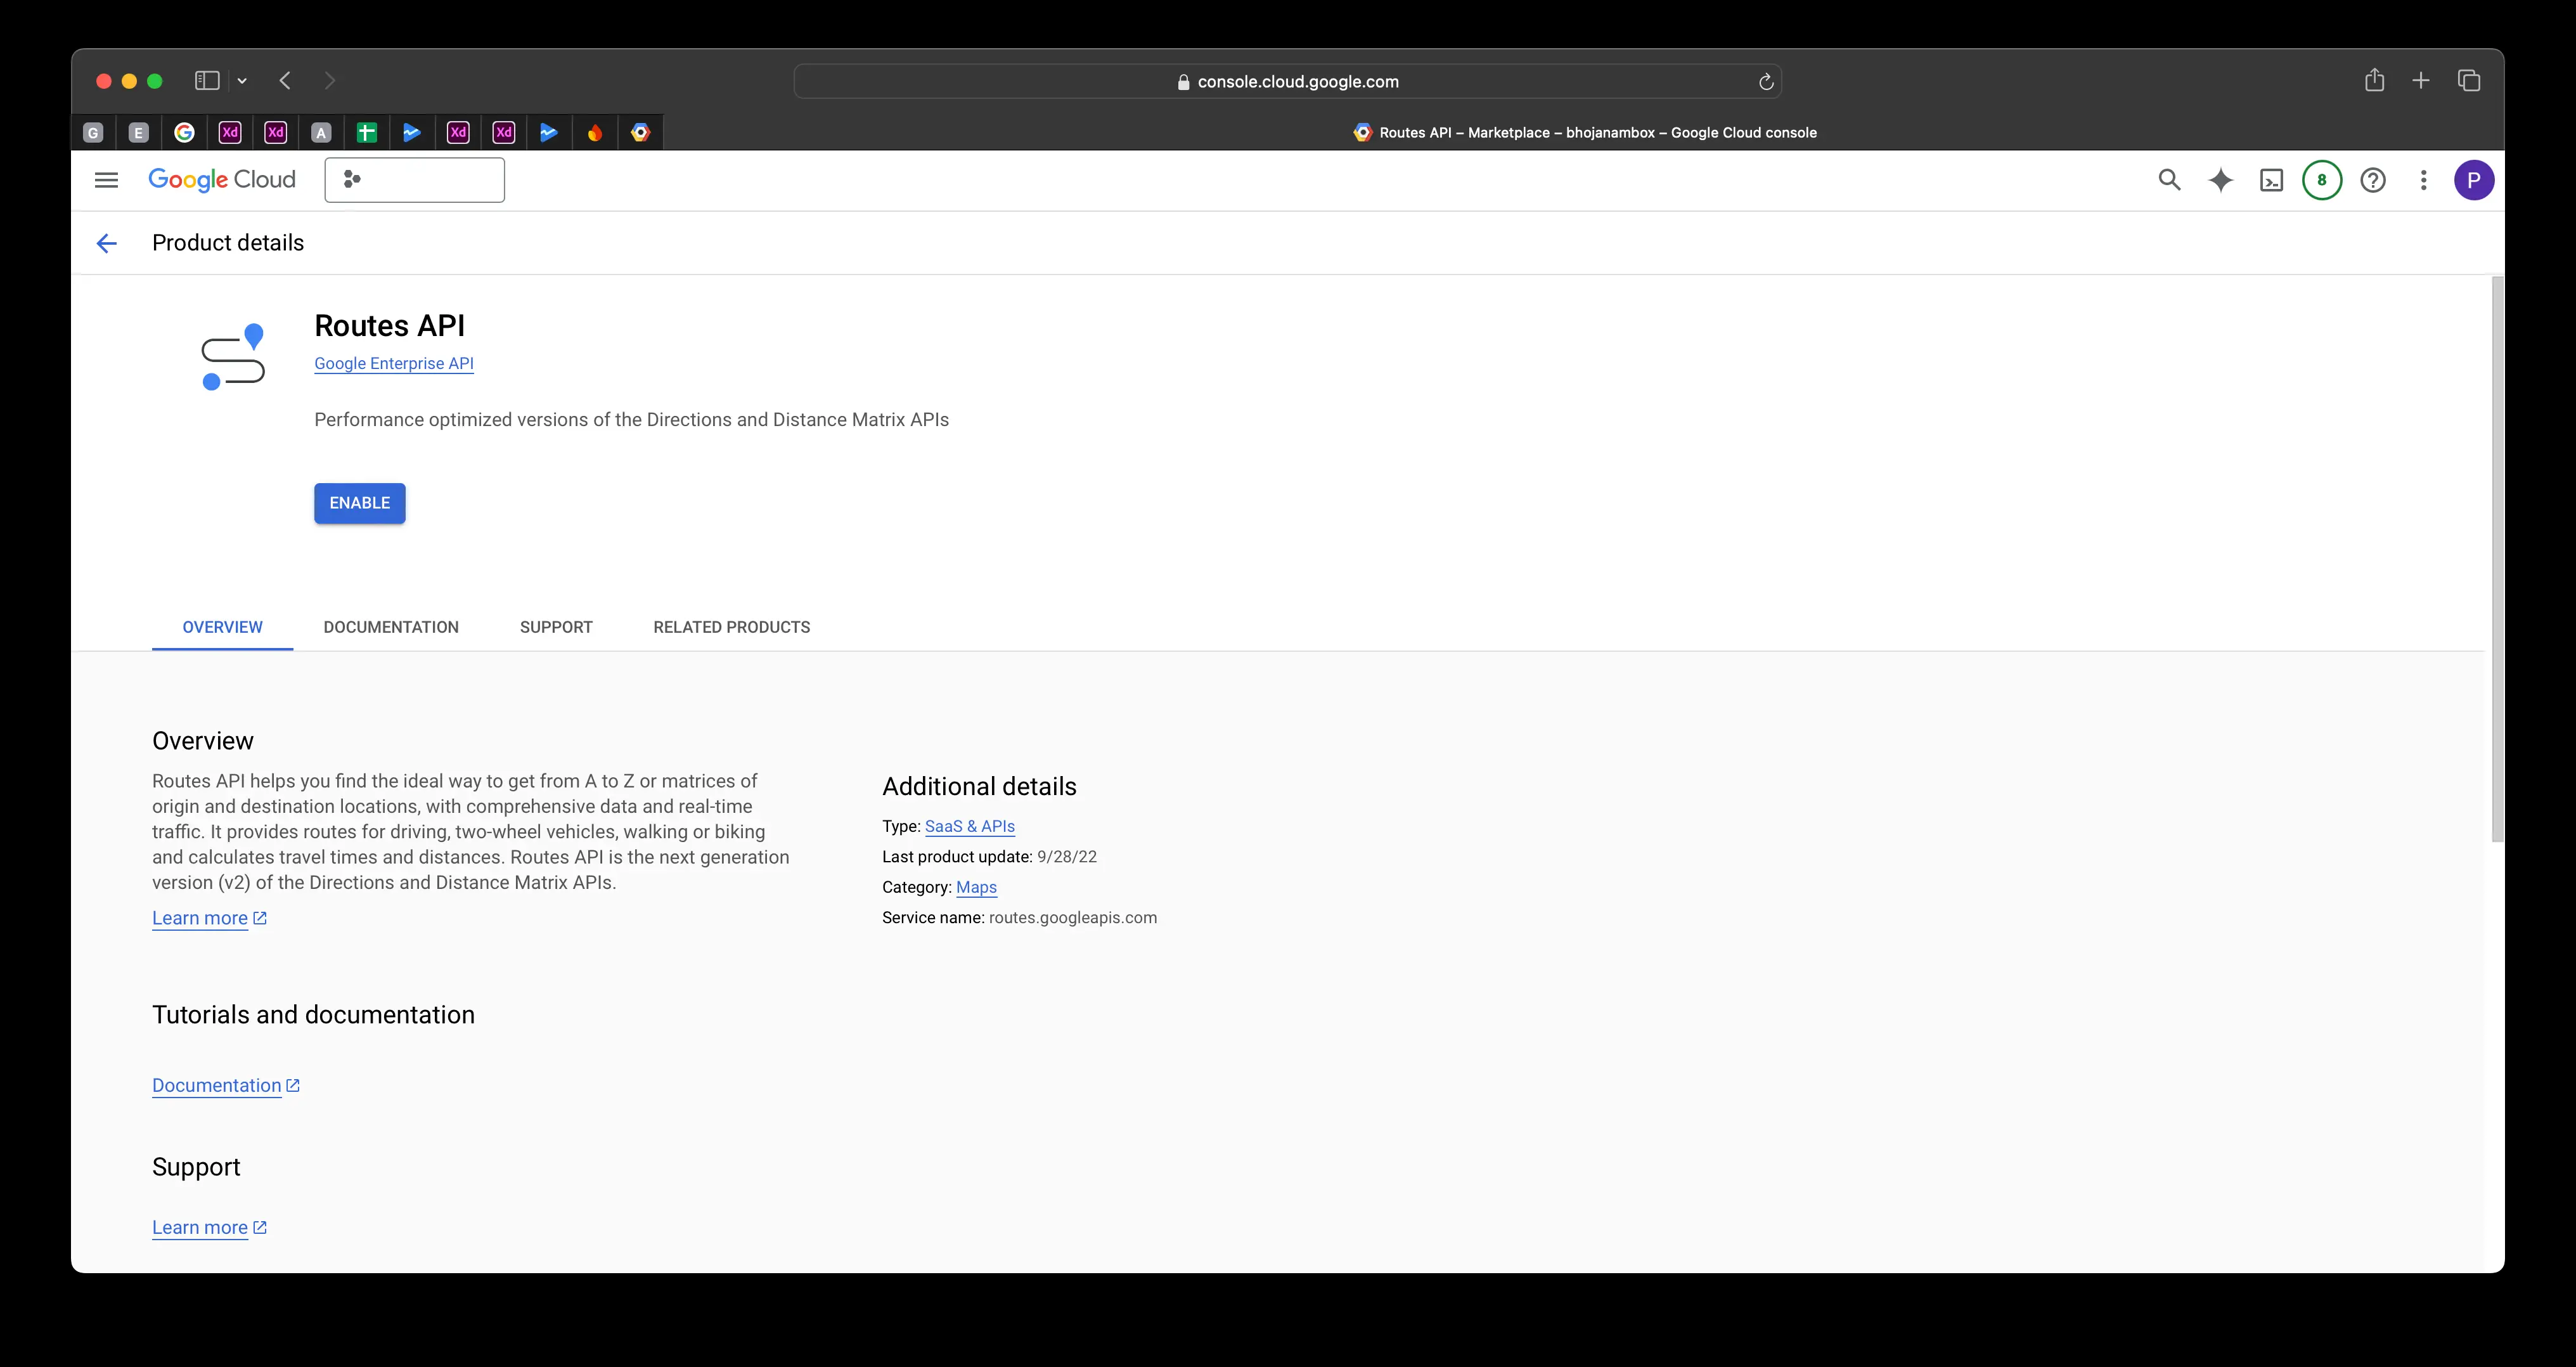 console.cloud.google.com
G
E
Xd
Xd
A
Xd
Xd
Routes API – Marketplace – bhojanambox – Google Cloud console
Google Cloud
8
P
Product details
Routes API
Google Enterprise API
Performance optimized versions of the Directions and Distance Matrix APIs
ENABLE
OVERVIEW
DOCUMENTATION
SUPPORT
RELATED PRODUCTS
Overview
Routes API helps you find the ideal way to get from A to Z or matrices of
origin and destination locations, with comprehensive data and real-time
traffic. It provides routes for driving, two-wheel vehicles, walking or biking
and calculates travel times and distances. Routes API is the next generation
version (v2) of the Directions and Distance Matrix APIs.
Learn more
Additional details
Type: SaaS & APIs
Last product update: 9/28/22
Category: Maps
Service name: routes.googleapis.com
Tutorials and documentation
Documentation
Support
Learn more